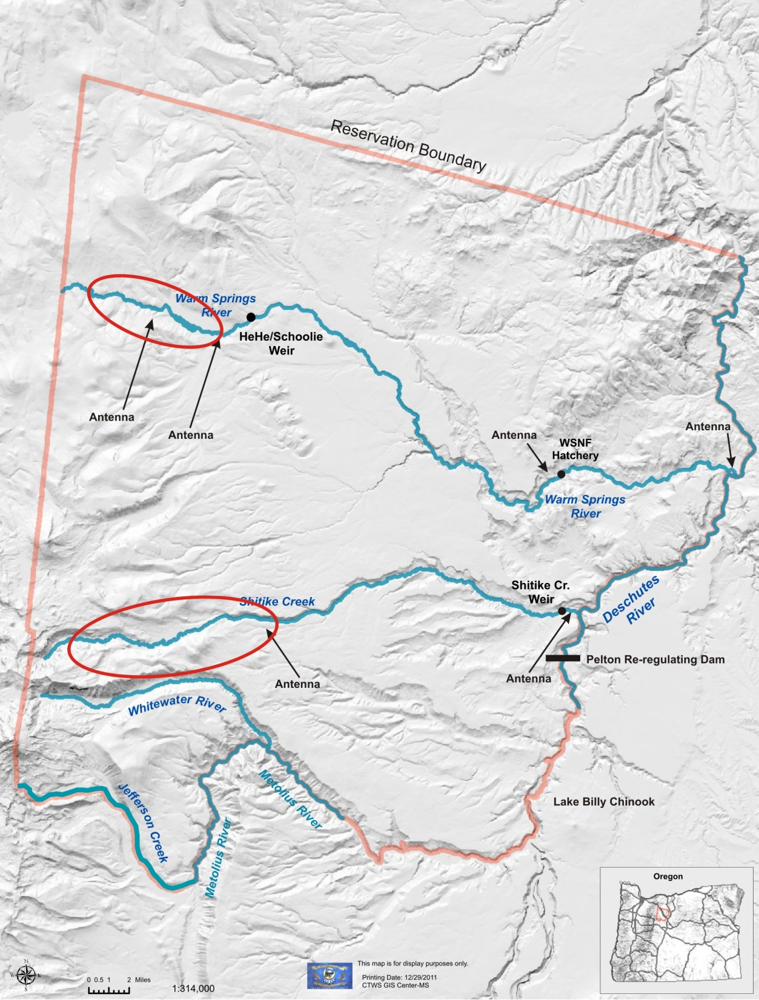 Reservation Boundary
Warm Springs
River
HeHe/Schoolie
Weir
Antenna
Antenna
Antenna
WSNF
Hatchery
Antenna
Warm Springs
River
Shitike Creek
Shitike Cr.
Weir
Deschutes
River
Antenna
Antenna
Pelton Re-regulating Dam
Whitewater River
Jefferson Creek
Metolius River
Metolius River
Lake Billy Chinook
Oregon
N
W
E
S
0 0.5 1 2 Miles
1:314,000
This map is for display purposes only.
Printing Date: 12/29/2011
CTWS GIS Center-MS